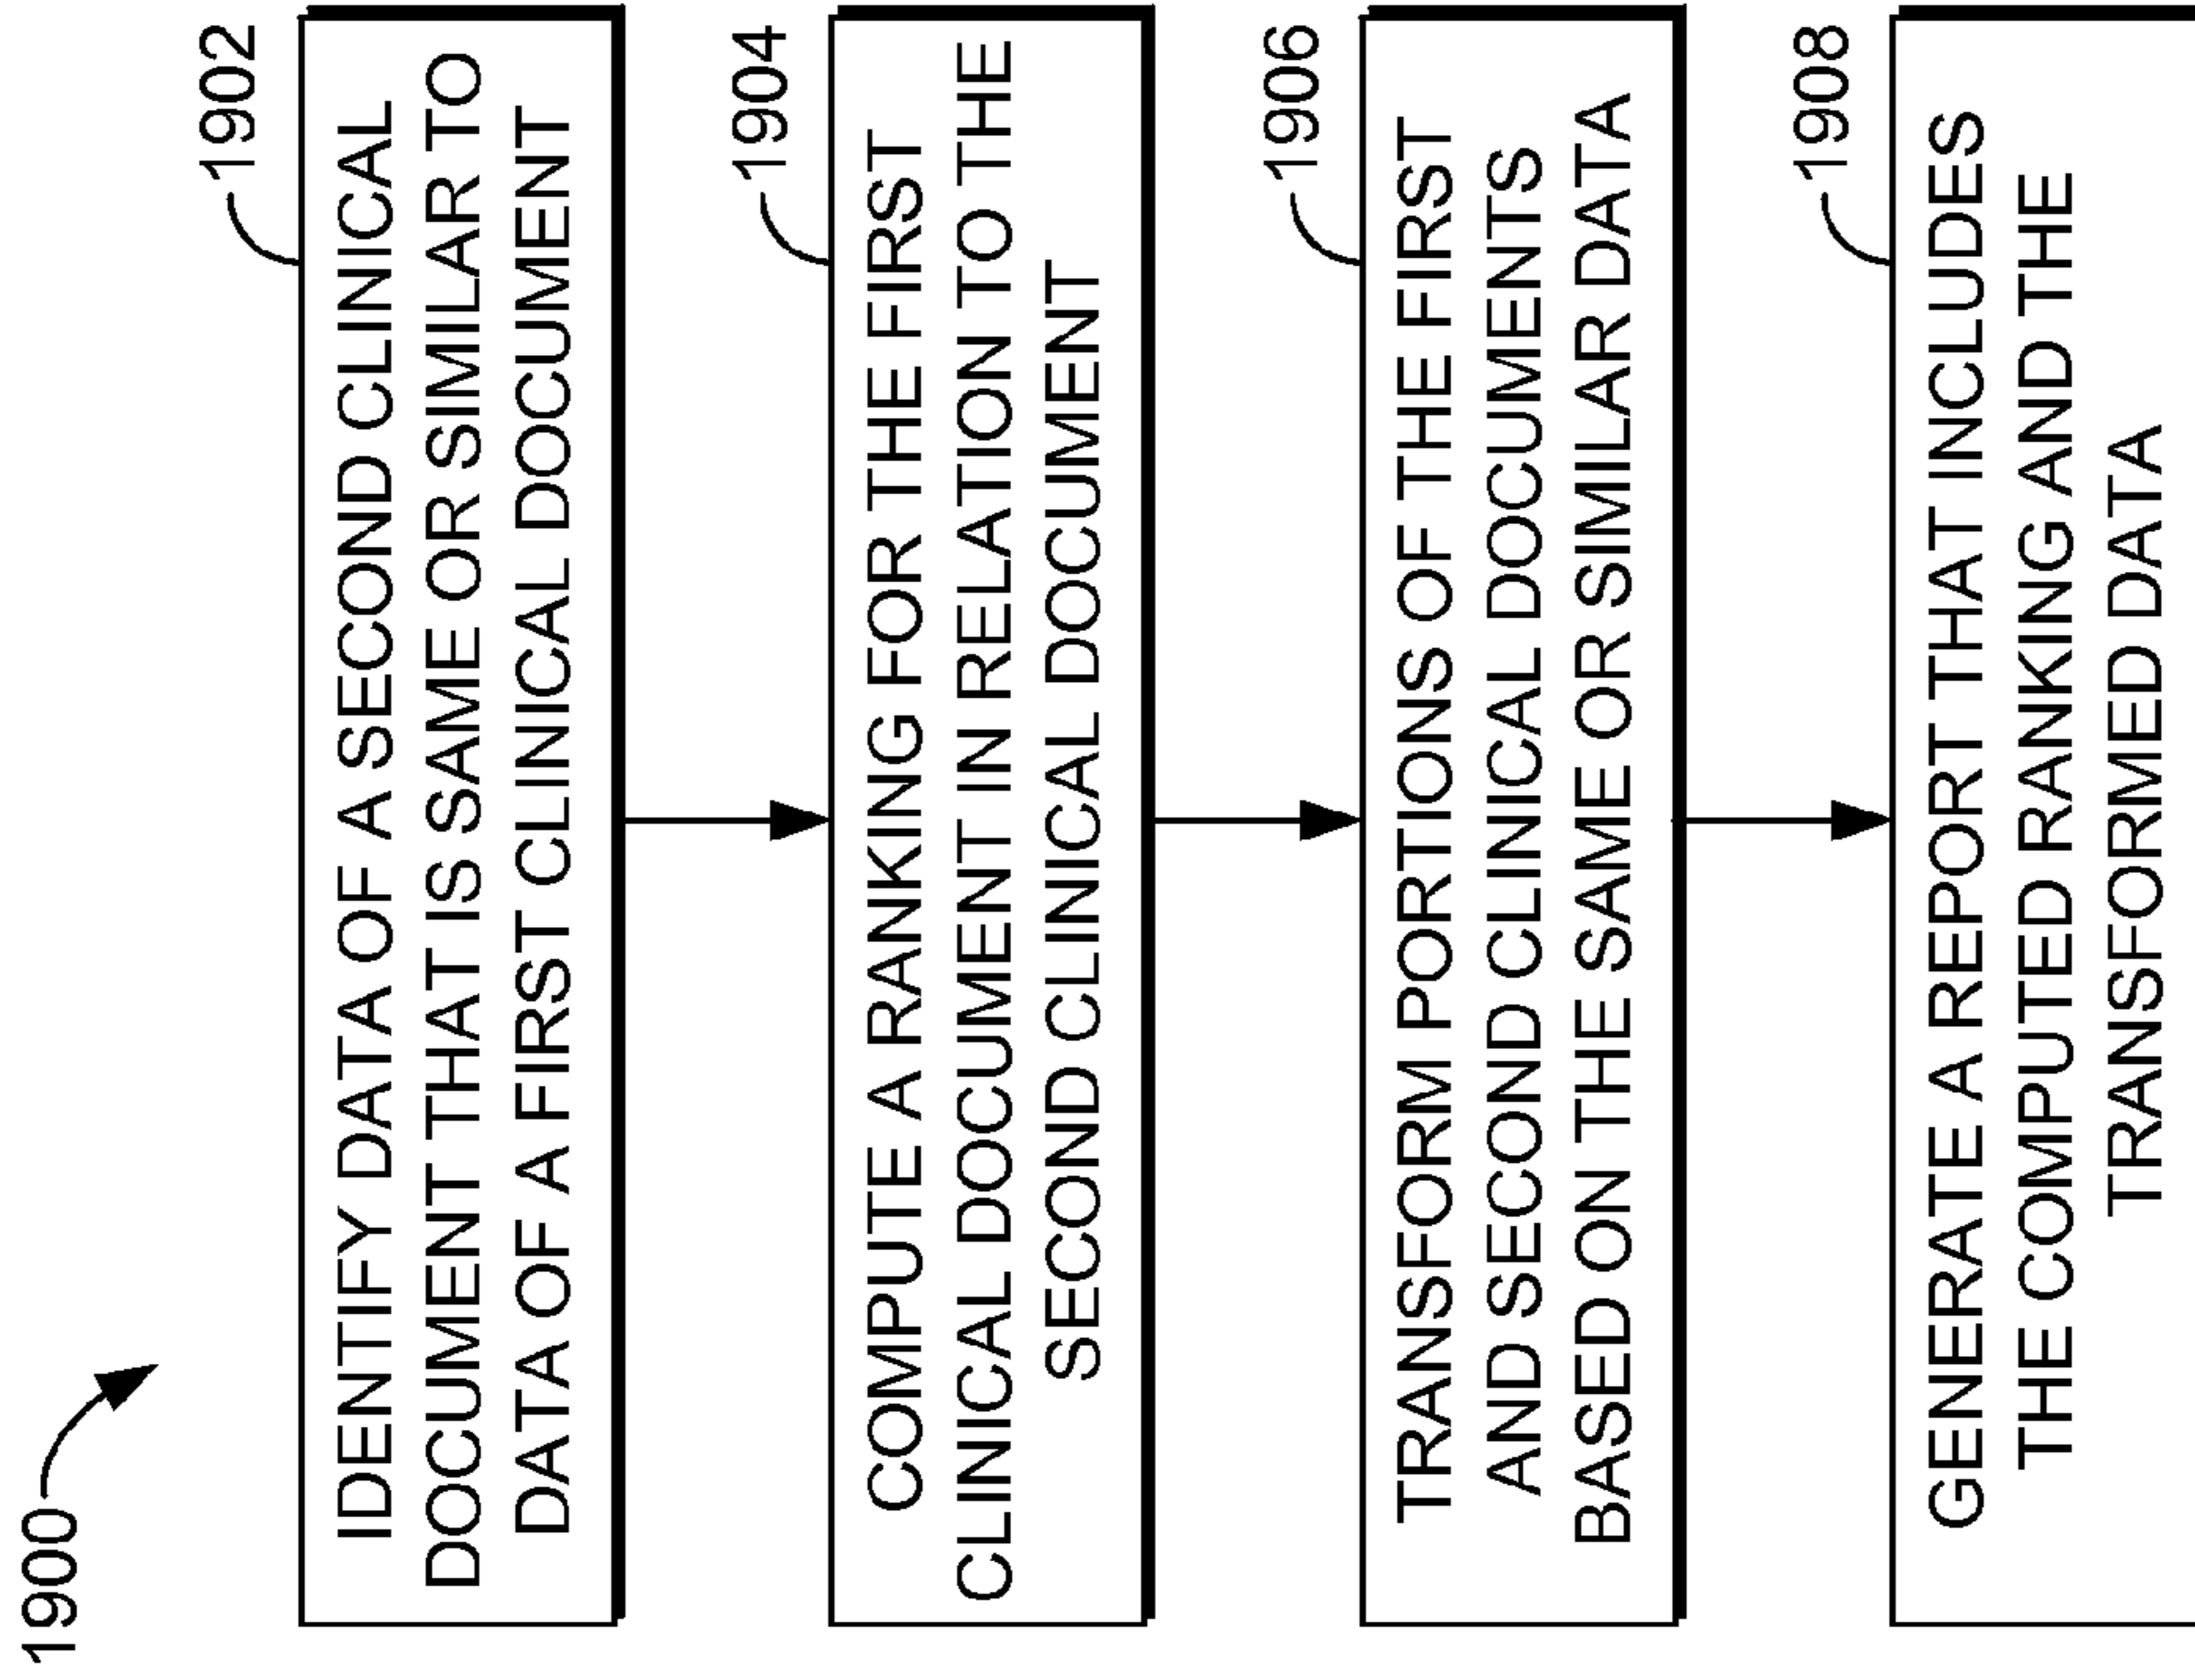 1900
1902
IDENTIFY DATA OF A SECOND CLINICAL
DOCUMENT THAT IS SAME OR SIMILAR TO
DATA OF A FIRST CLINICAL DOCUMENT
1904
COMPUTE A RANKING FOR THE FIRST
CLINICAL DOCUMENT IN RELATION TO THE
SECOND CLINICAL DOCUMENT
1906
TRANSFORM PORTIONS OF THE FIRST
AND SECOND CLINICAL DOCUMENTS
BASED ON THE SAME OR SIMILAR DATA
1908
GENERATE A REPORT THAT INCLUDES
THE COMPUTED RANKING AND THE
TRANSFORMED DATA